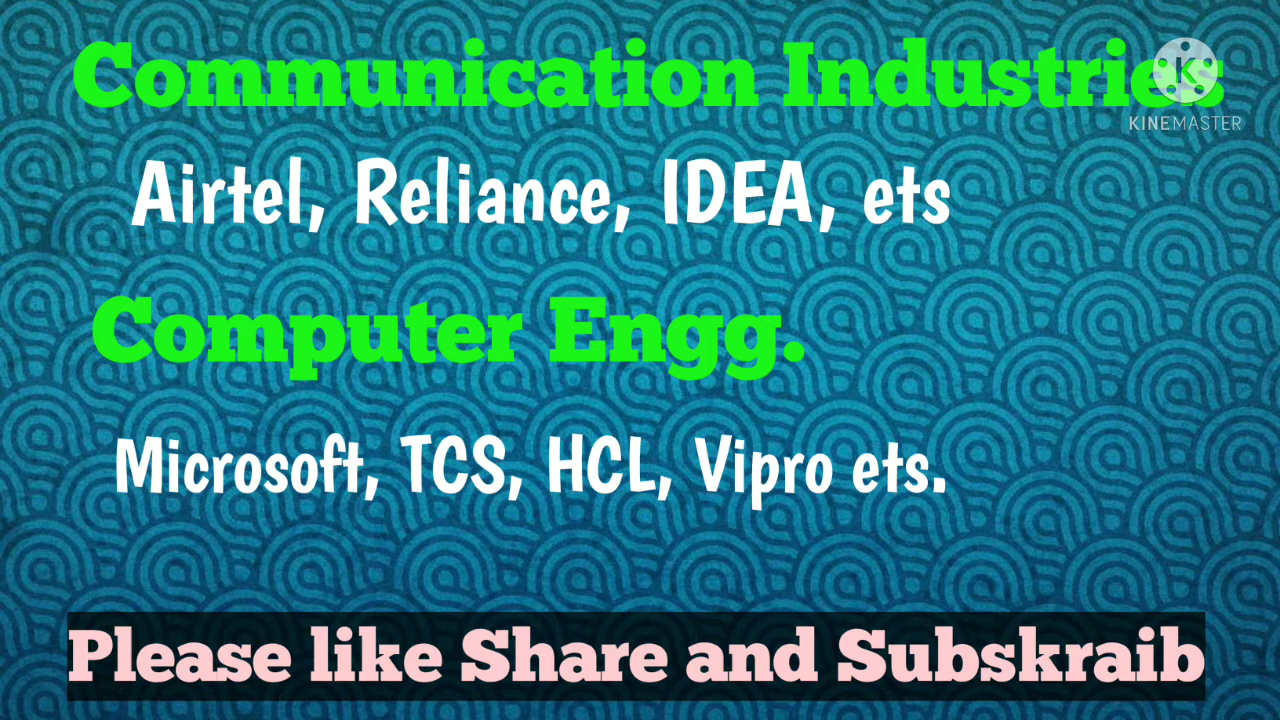 Communication Industries
KINEMASTER
Airtel, Reliance, IDEA, ets
Computer Engg.
Microsoft, TCS, HCL, Vipro ets.
Please like Share and Subskraib